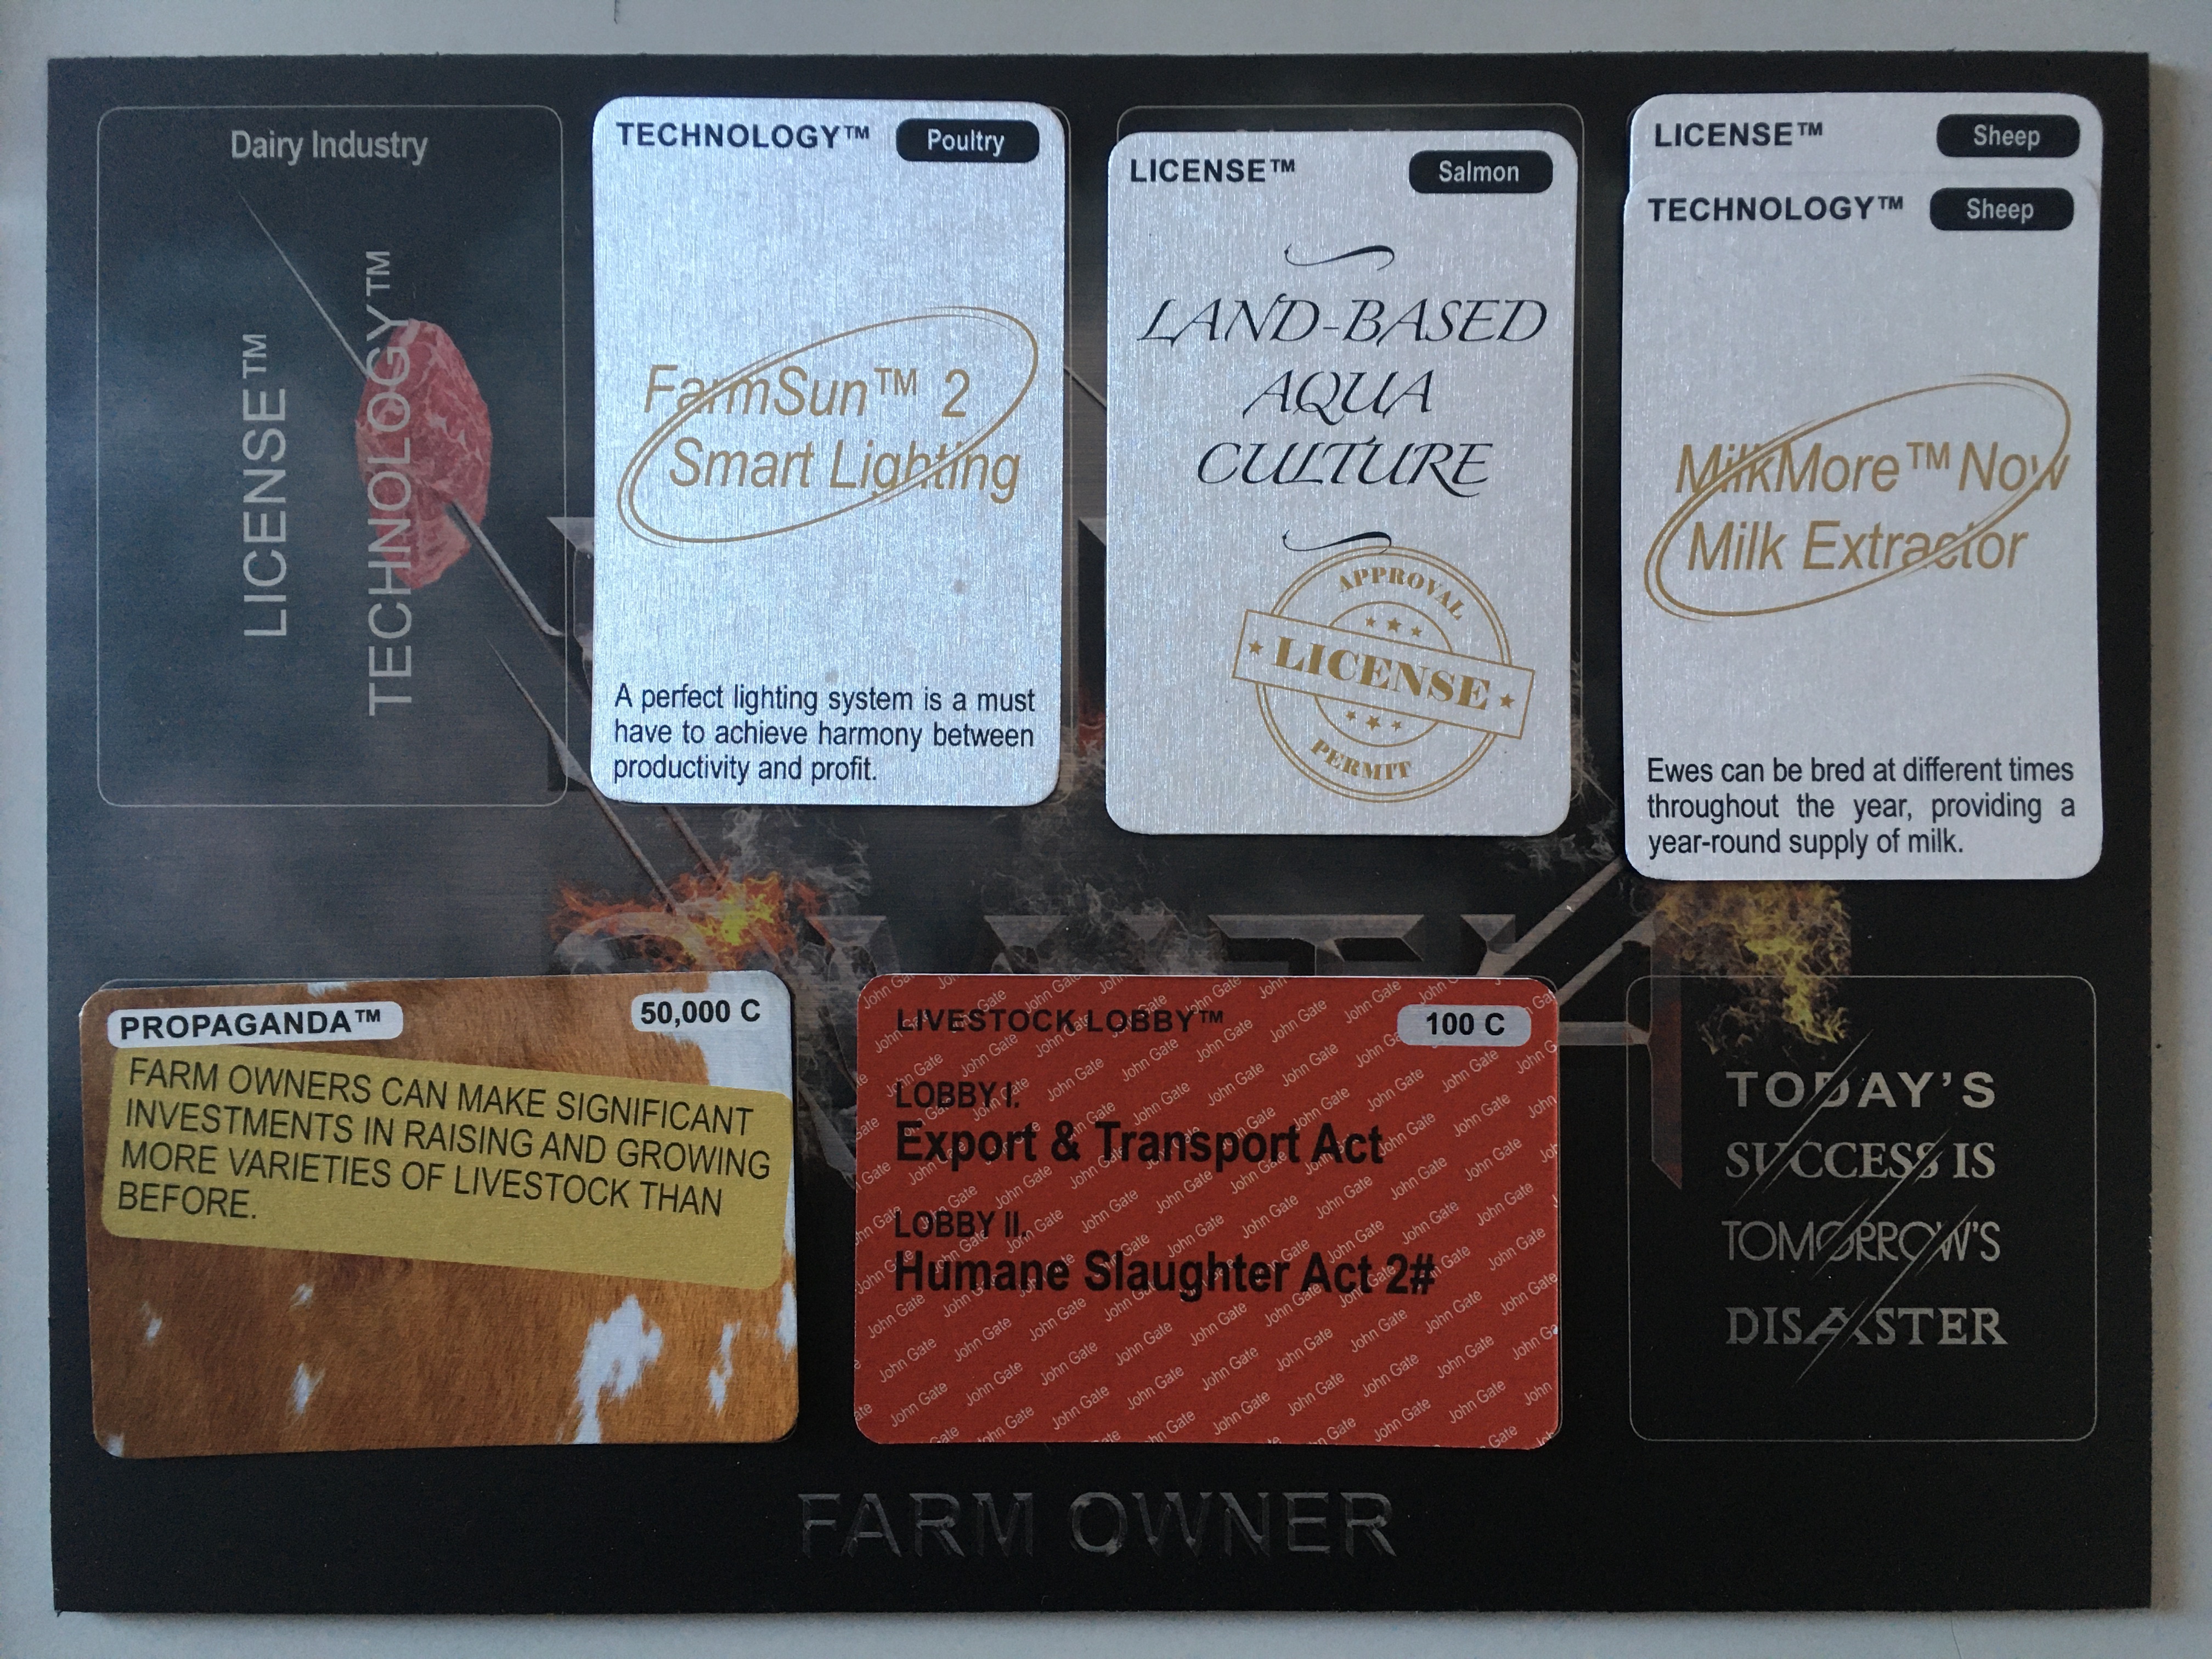 Dairy Industry
LICENSE™
TECHNOLOGY™
TECHNOLOGY™ Poultry
FarmSun™ 2
Smart Lighting
A perfect lighting system is a must
have to achieve harmony between
productivity and profit.
LICENSE™ Salmon
LAND-BASED
AQUA
CULTURE
APPROVAL
LICENSE
PERMIT
LICENSE™ Sheep
TECHNOLOGY™ Sheep
MilkMore™ Now
Milk Extractor
Ewes can be bred at different times
throughout the year, providing a
year-round supply of milk.
PROPAGANDA™ 50,000 C
FARM OWNERS CAN MAKE SIGNIFICANT
INVESTMENTS IN RAISING AND GROWING
MORE VARIETIES OF LIVESTOCK THAN
BEFORE.
LIVESTOCK LOBBY™ 100 C
LOBBY I.
Export & Transport Act
LOBBY II.
Humane Slaughter Act 2#
John Gate
TODAY'S
SUCCESS IS
TOMORROW'S
DISASTER
FARM OWNER